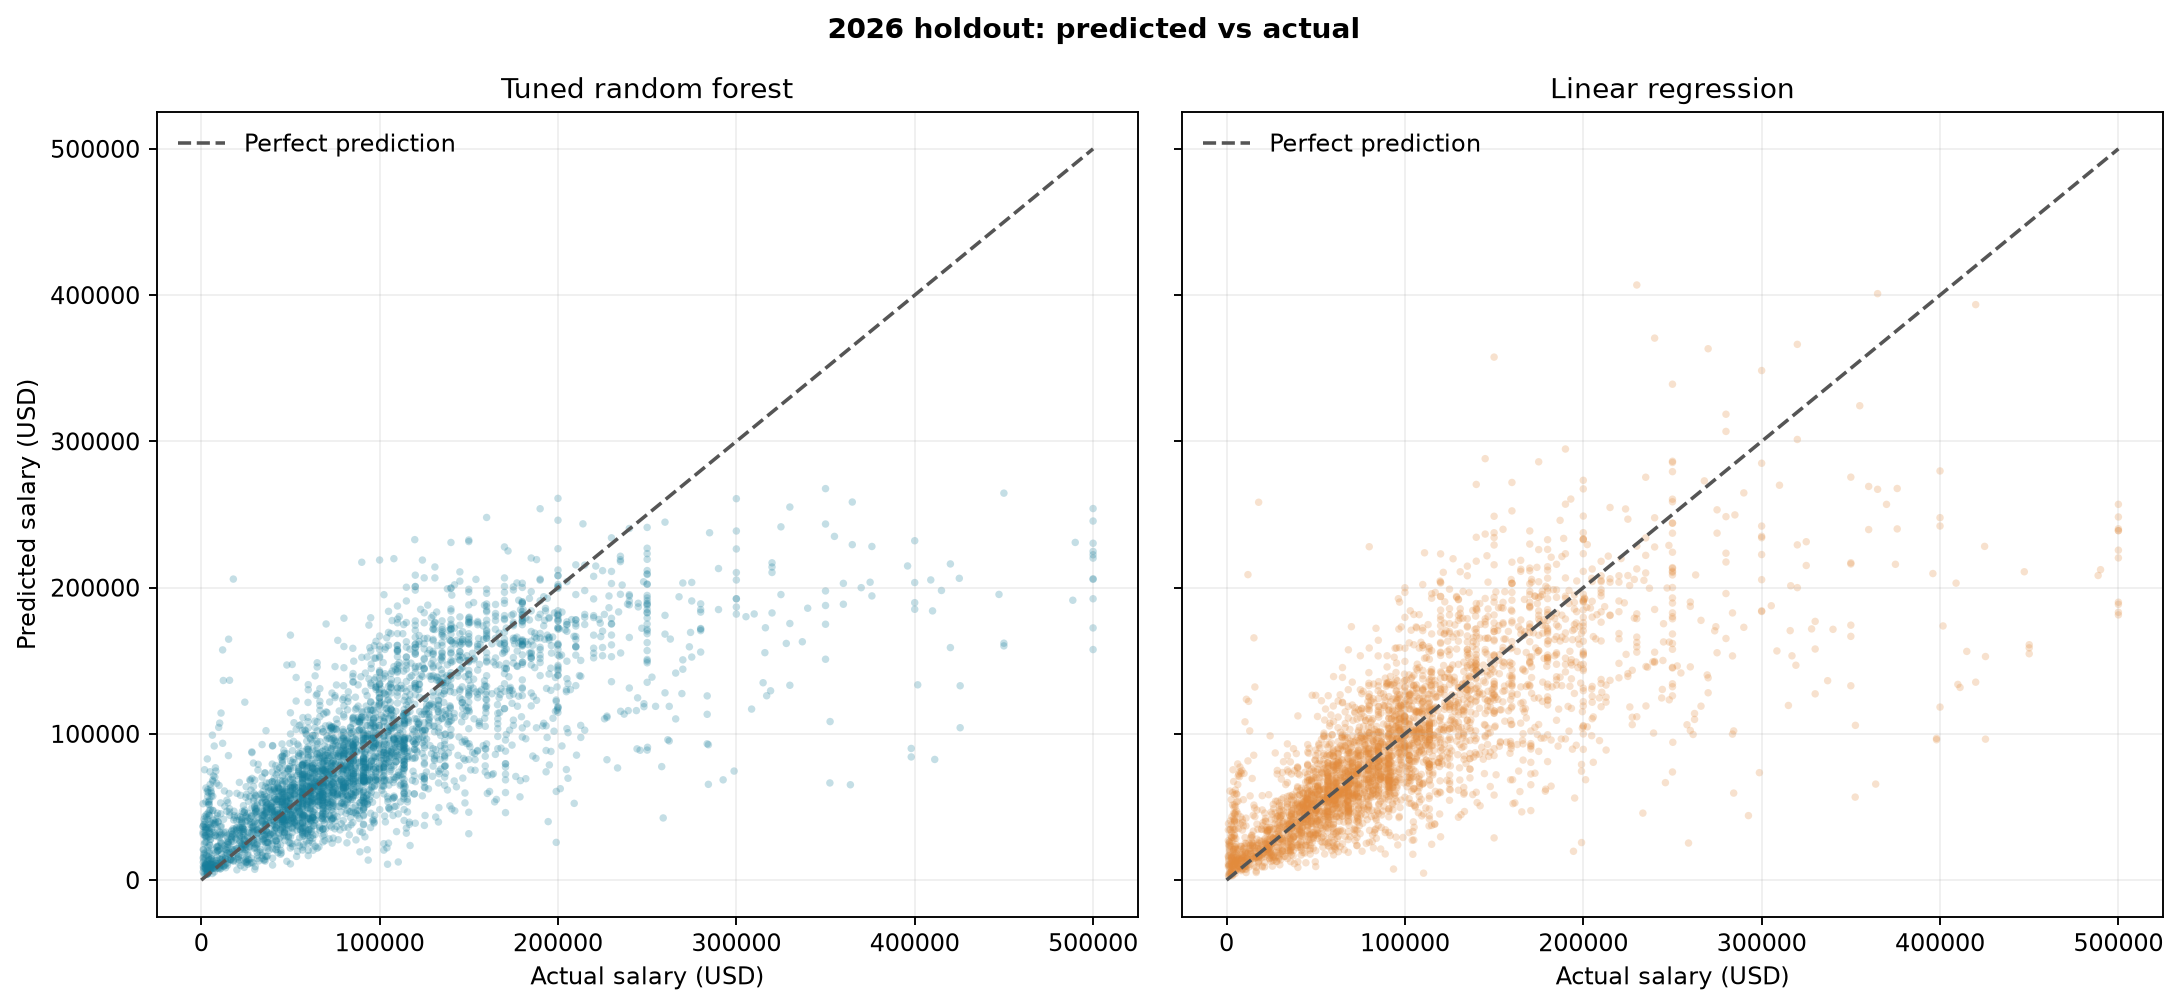 2026 holdout: predicted vs actual
Tuned random forest
Perfect prediction
500000
400000
300000
200000
100000
0
Predicted salary (USD)
0 100000 200000 300000 400000 500000
Actual salary (USD)
Linear regression
Perfect prediction
0 100000 200000 300000 400000 500000
Actual salary (USD)